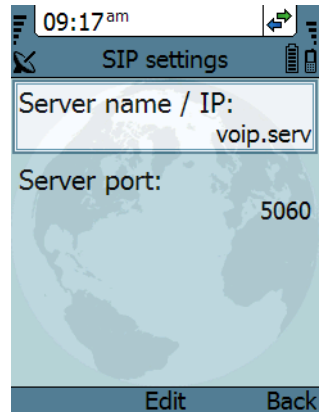 09:17am
SIP settings
Server name / IP:
voip.serv
Server port:
5060
Edit Back